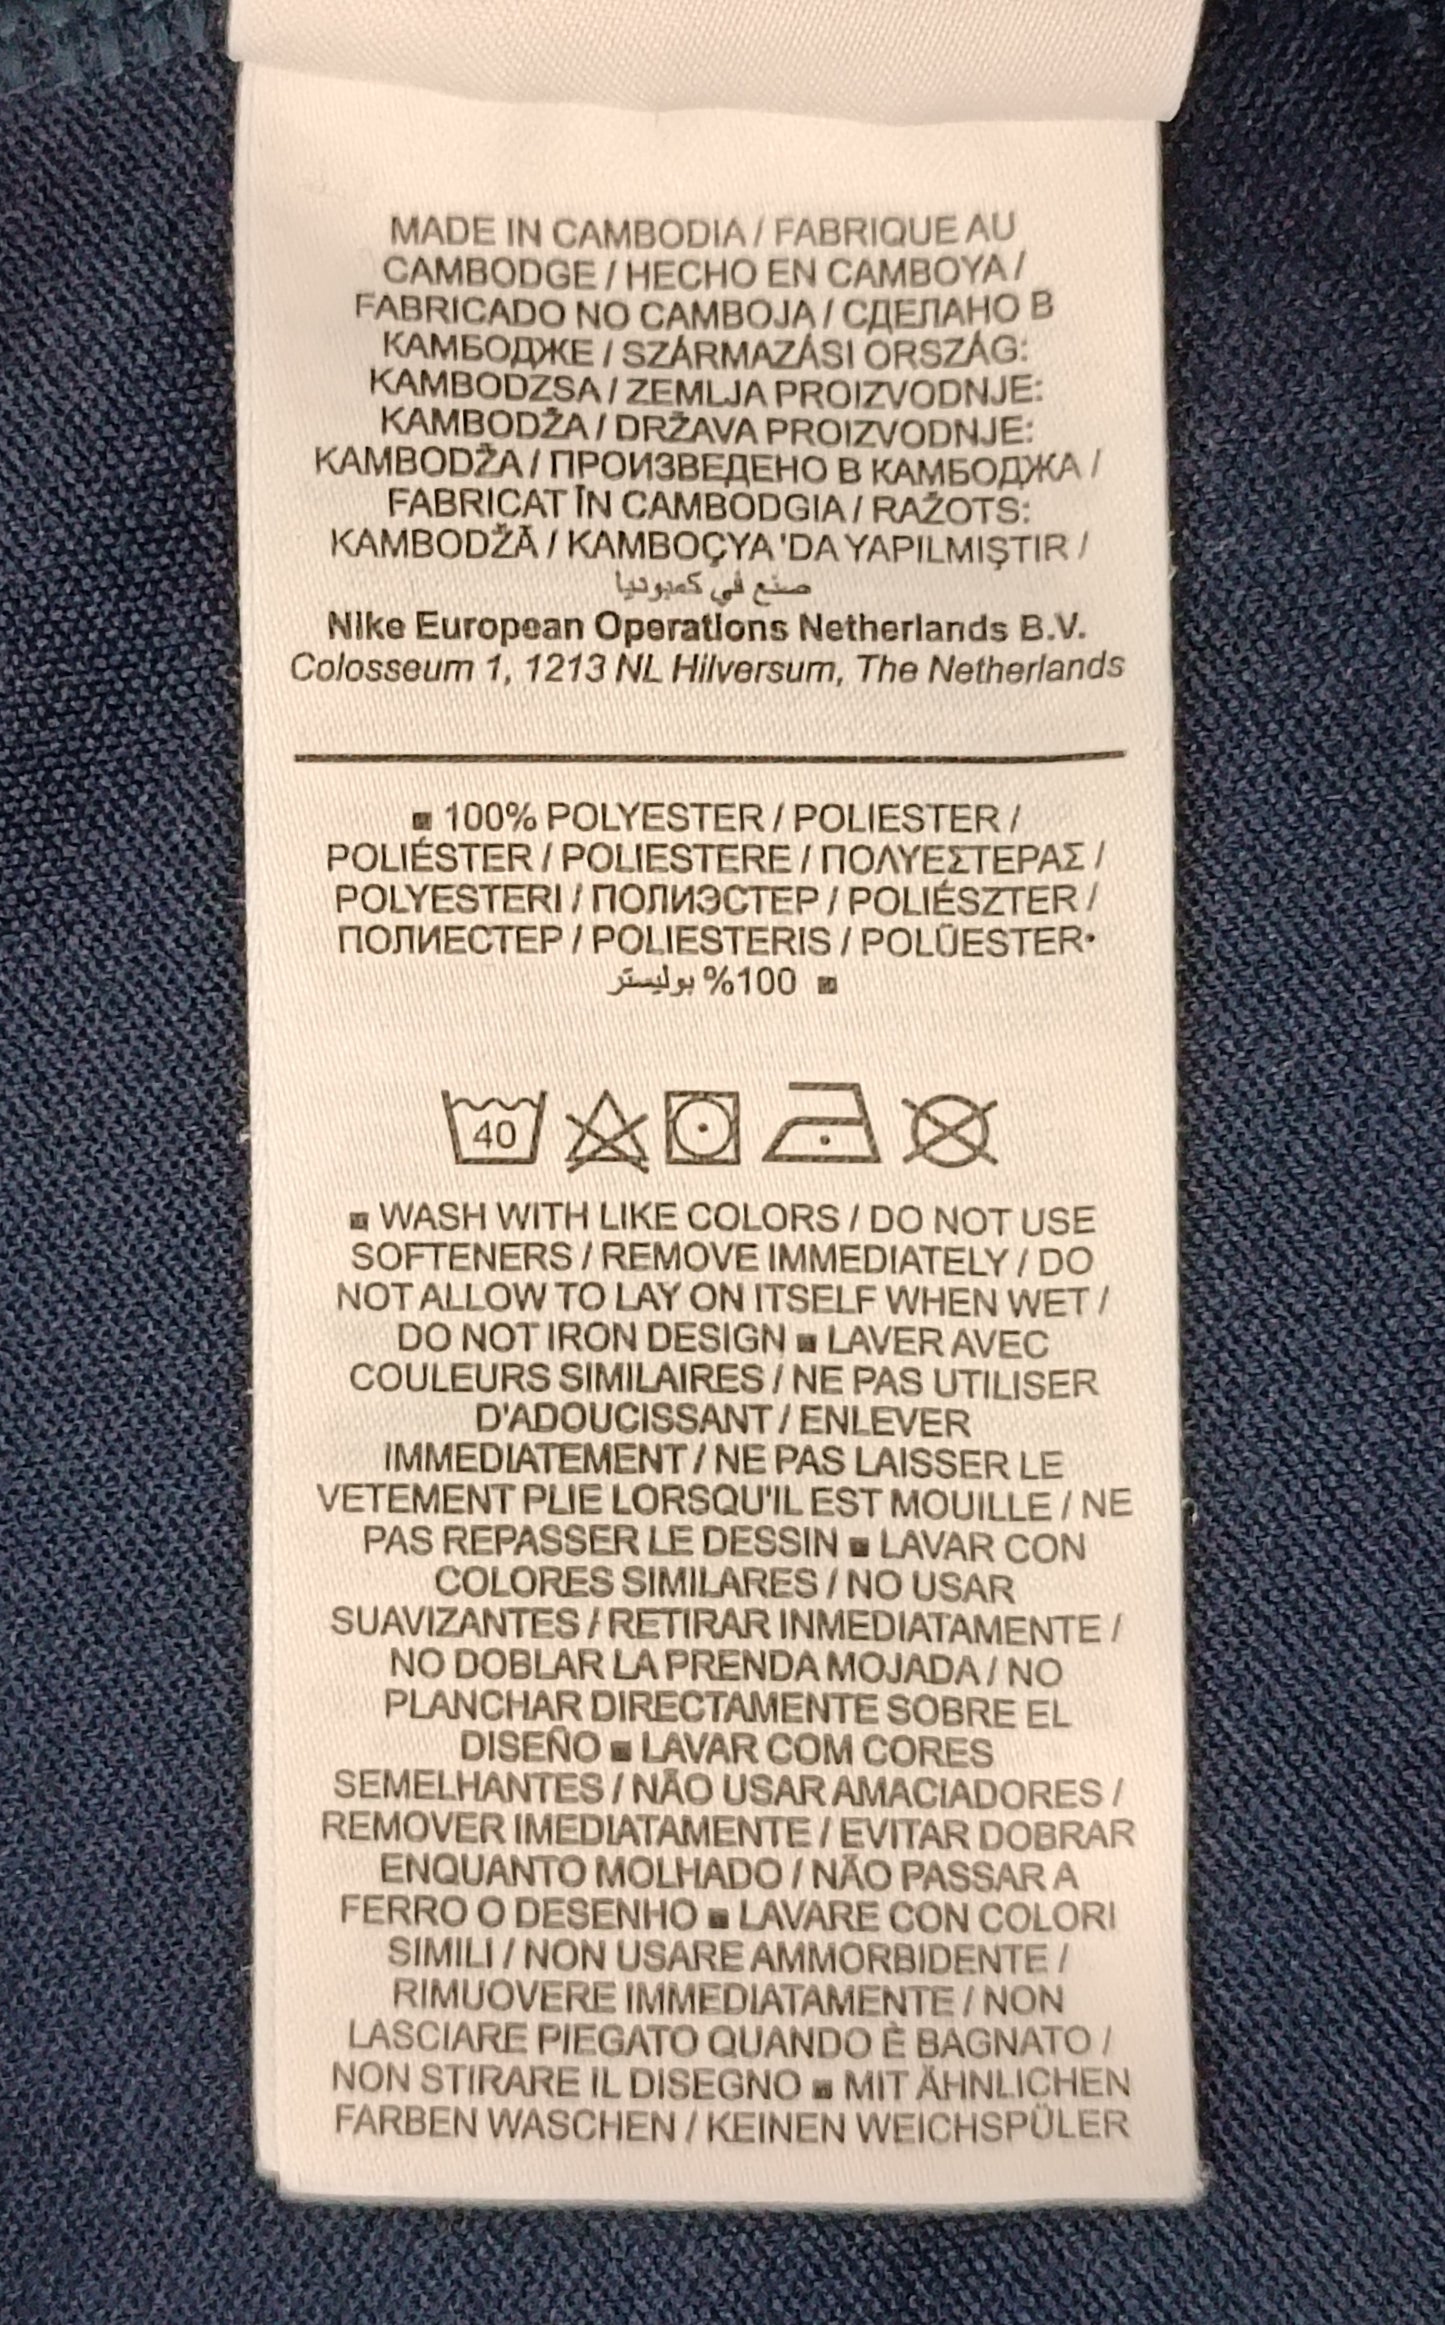 MADE IN CAMBODIA / FABRIQUE AU
CAMBODGE / HECHO EN CAMBOYA /
FABRICADO NO CAMBOJA / СДЕЛАНО В
КАМБОДЖЕ / SZÁRMAZÁSI ORSZÁG:
KAMBODZSA / ZEMLJA PROIZVODNJE:
KAMBODŽA / DRŽAVA PROIZVODNJE:
KAMBODŽA / ПРОИЗВЕДЕНО В КАМБОДЖА /
FABRICAT ÎN CAMBODGIA / RAŽOTS:
KAMBODŽĀ / KAMBOÇYA 'DA YAPILMIŞTIR /
صنع في كمبوديا
Nike European Operations Netherlands B.V.
Colosseum 1, 1213 NL Hilversum, The Netherlands
■ 100% POLYESTER / POLIESTER /
POLIÉSTER / POLIESTERE / ΠΟΛΥΕΣΤΕΡΑΣ /
POLYESTERI / ПОЛИЭСТЕР / POLIÉSZTER /
ПОЛИЕСТЕР / POLIESTERIS / POLÜESTER•
■ 100% بوليستر
40
■ WASH WITH LIKE COLORS / DO NOT USE
SOFTENERS / REMOVE IMMEDIATELY / DO
NOT ALLOW TO LAY ON ITSELF WHEN WET /
DO NOT IRON DESIGN ■ LAVER AVEC
COULEURS SIMILAIRES / NE PAS UTILISER
D'ADOUCISSANT / ENLEVER
IMMEDIATEMENT / NE PAS LAISSER LE
VETEMENT PLIE LORSQU'IL EST MOUILLE / NE
PAS REPASSER LE DESSIN ■ LAVAR CON
COLORES SIMILARES / NO USAR
SUAVIZANTES / RETIRAR INMEDIATAMENTE /
NO DOBLAR LA PRENDA MOJADA / NO
PLANCHAR DIRECTAMENTE SOBRE EL
DISEÑO ■ LAVAR COM CORES
SEMELHANTES / NÃO USAR AMACIADORES /
REMOVER IMEDIATAMENTE / EVITAR DOBRAR
ENQUANTO MOLHADO / NÃO PASSAR A
FERRO O DESENHO ■ LAVARE CON COLORI
SIMILI / NON USARE AMMORBIDENTE /
RIMUOVERE IMMEDIATAMENTE / NON
LASCIARE PIEGATO QUANDO È BAGNATO /
NON STIRARE IL DISEGNO ■ MIT ÄHNLICHEN
FARBEN WASCHEN / KEINEN WEICHSPÜLER